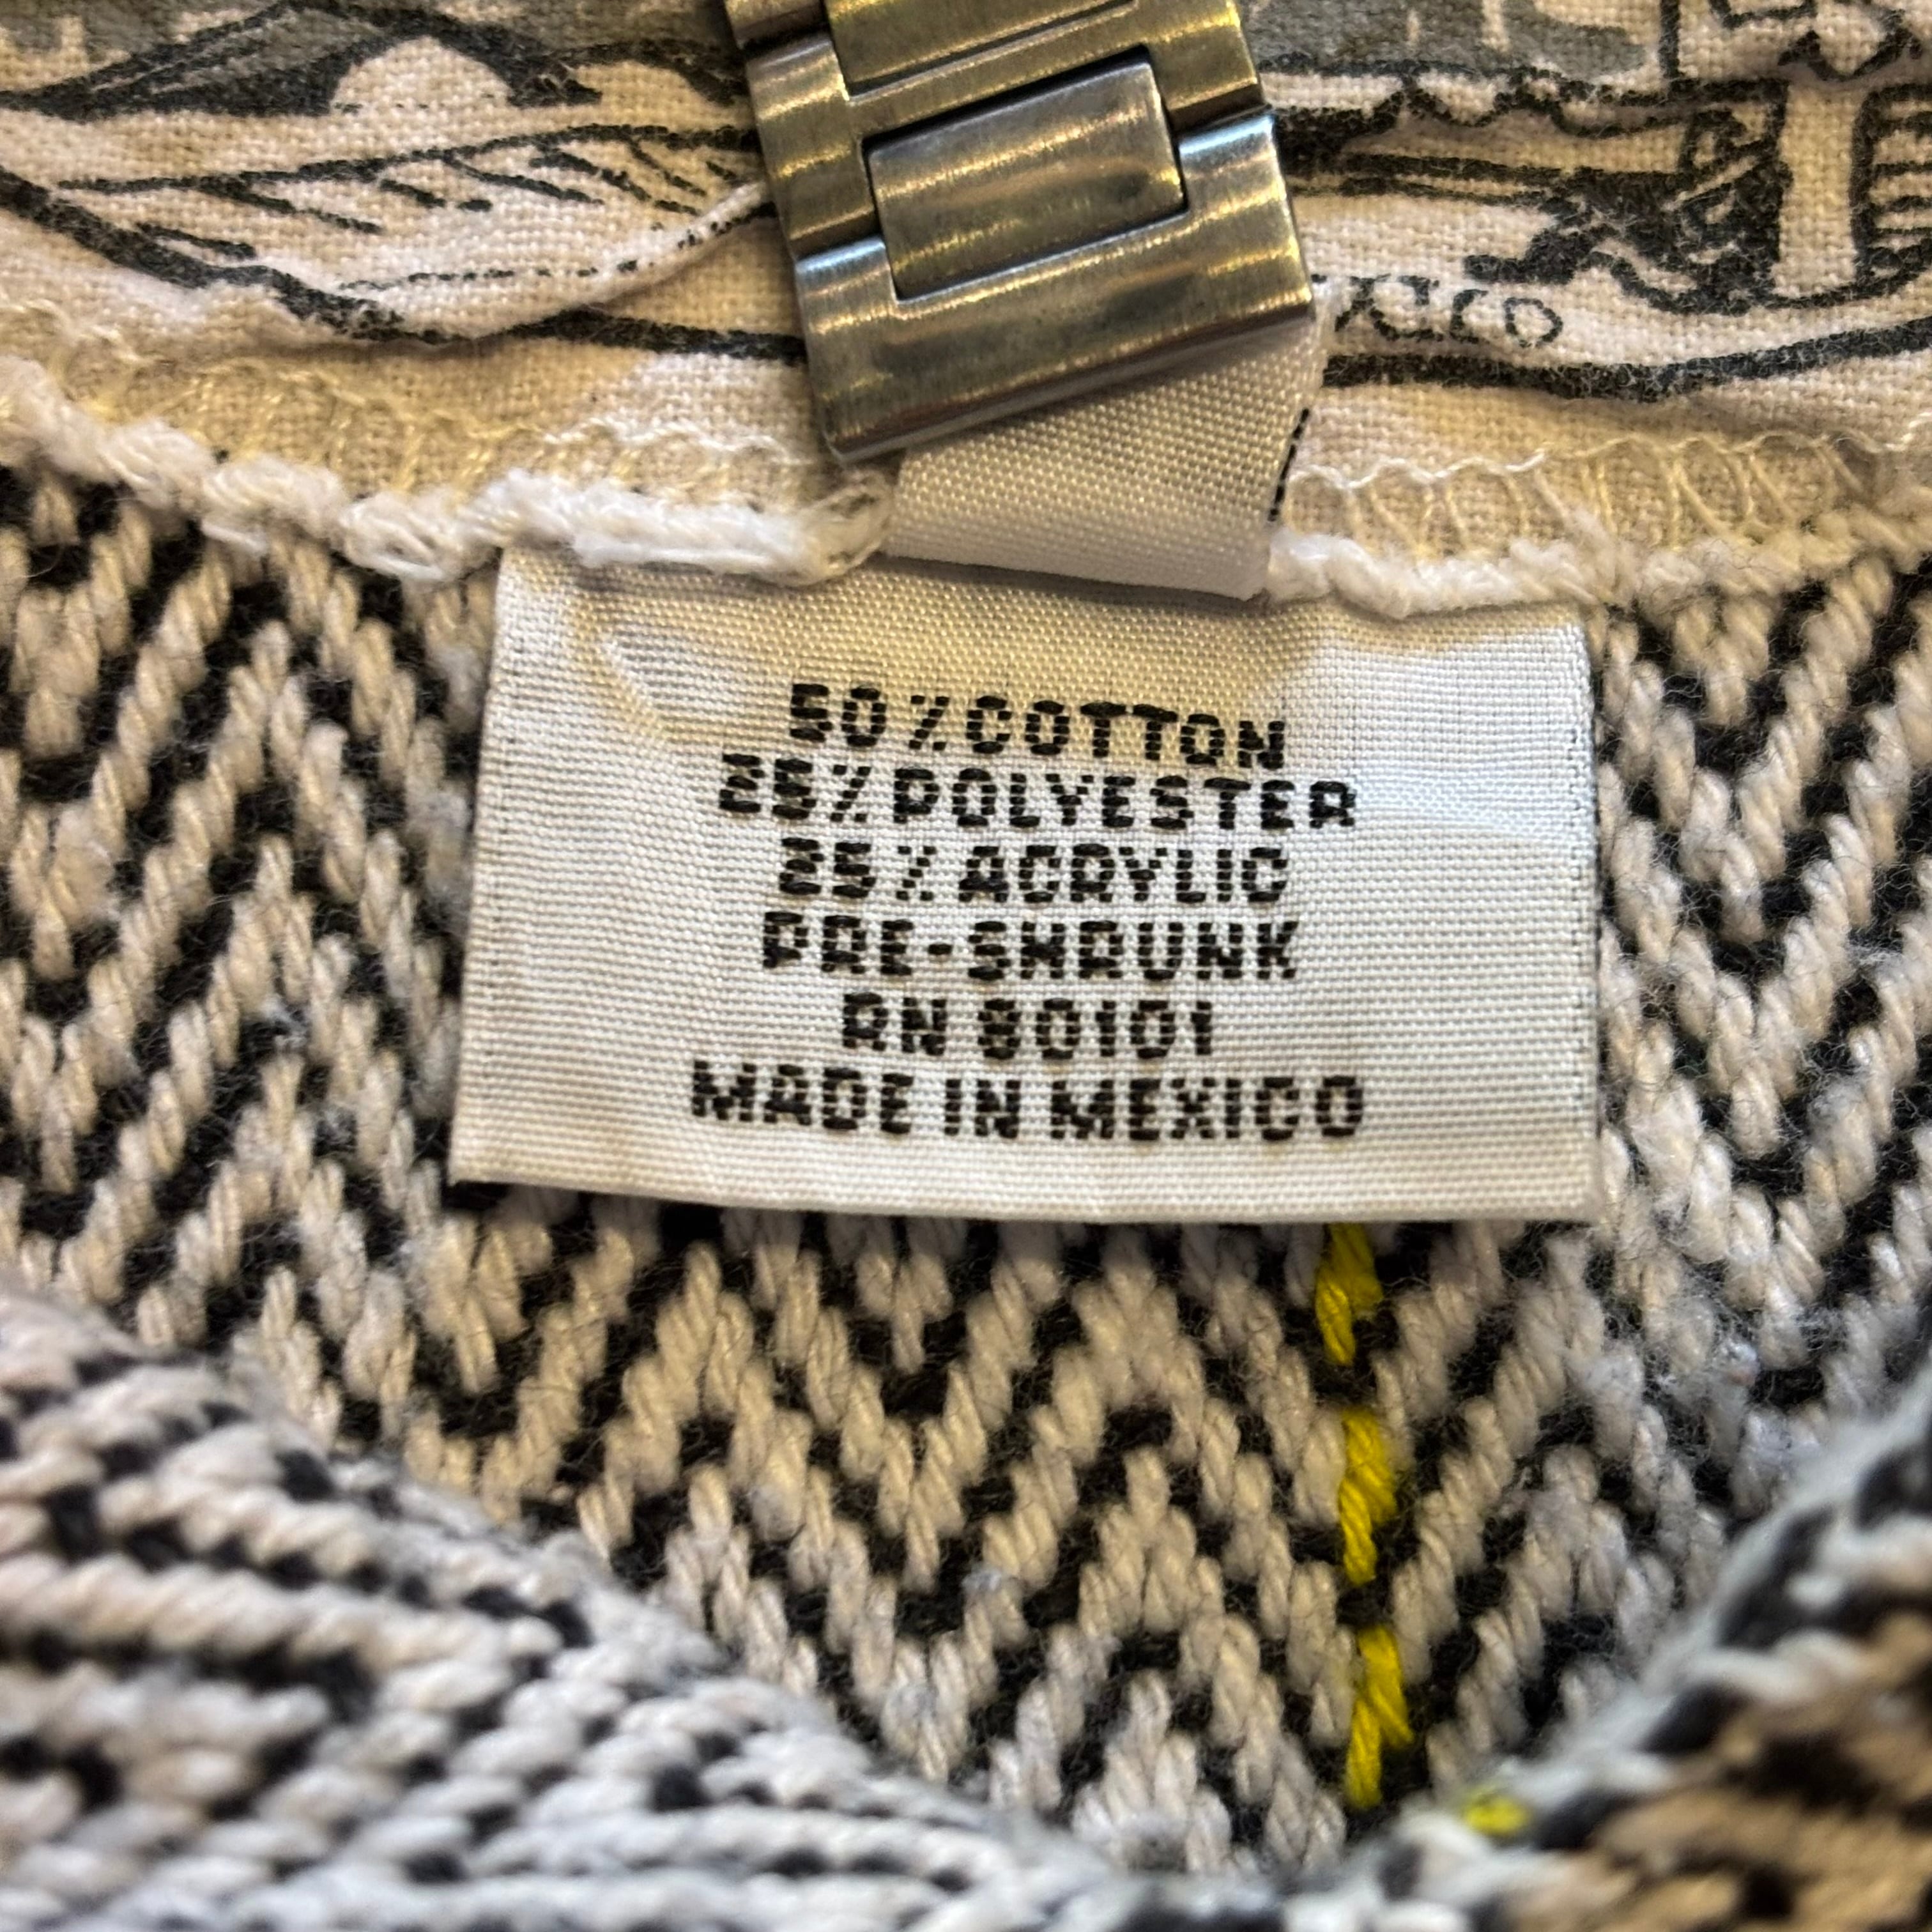 50% COTTON
25% POLYESTER
25% ACRYLIC
PRE-SHRUNK
RN 80101
MADE IN MEXICO